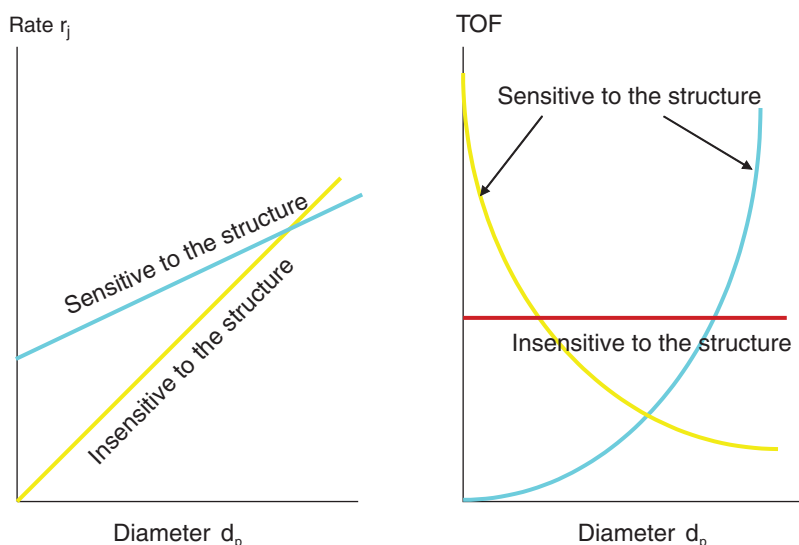 Rate r_j
Sensitive to the structure
Insensitive to the structure
Diameter d_p
TOF
Sensitive to the structure
Insensitive to the structure
Diameter d_p